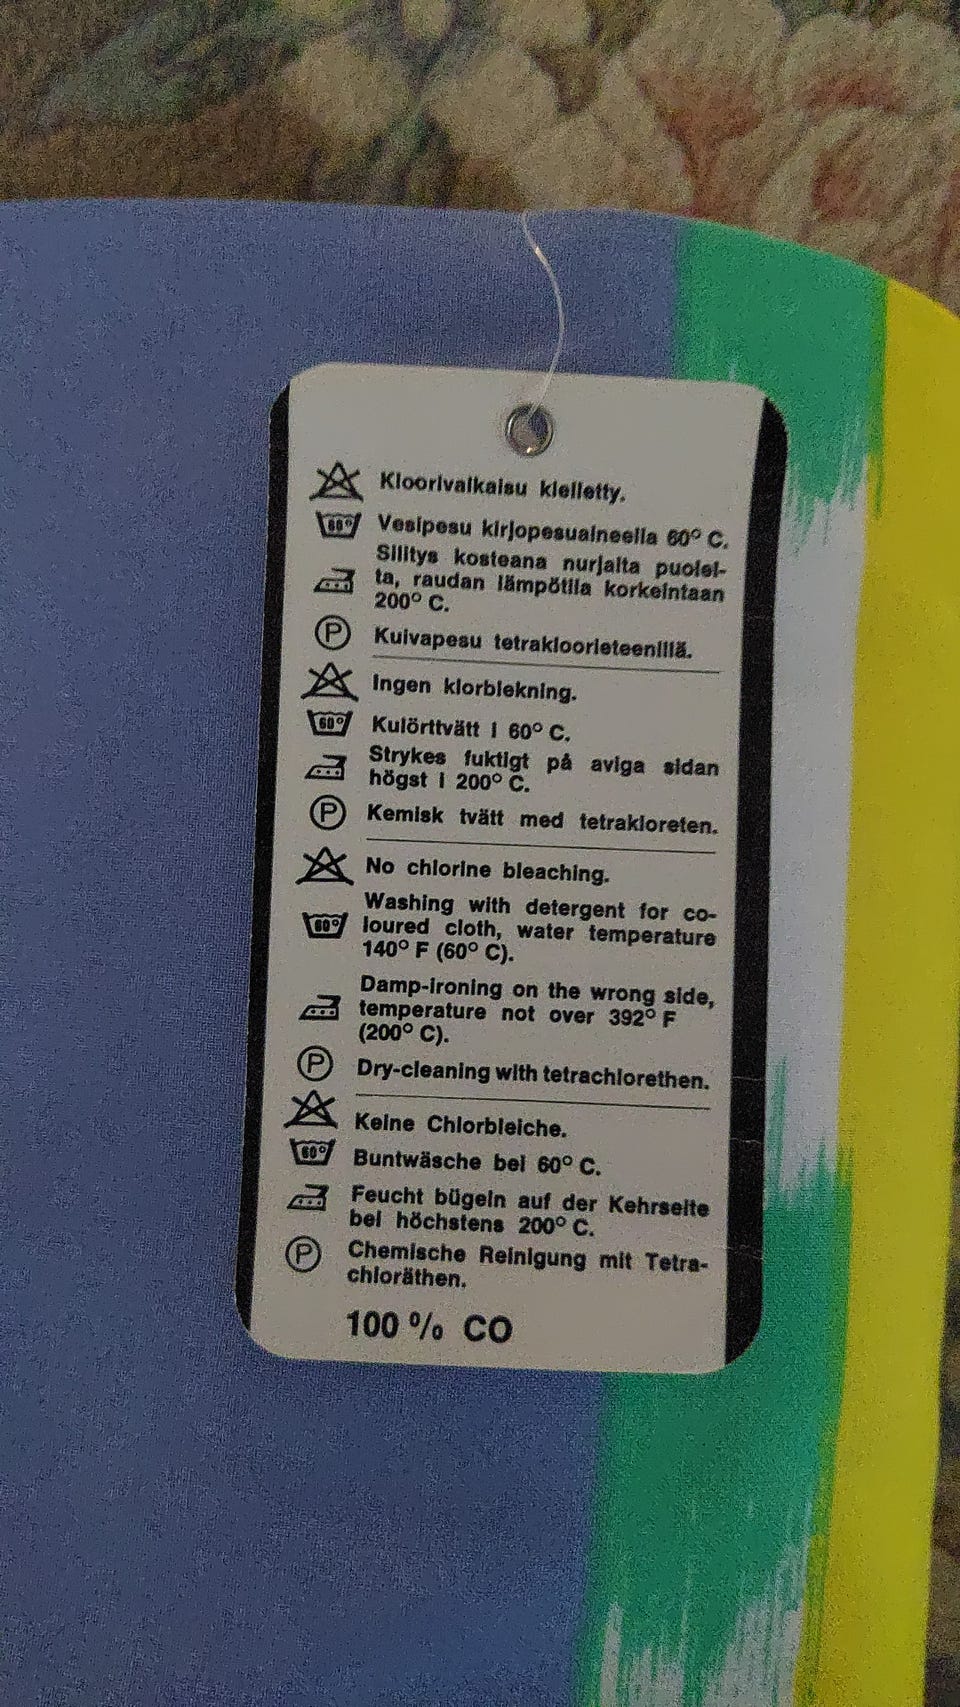 Kloorivalkaisu kielletty.
60°
Vesipesu kirjopesuaineella 60° C.
Silitys kosteana nurjalta puolel-
ta, raudan lämpötila korkeintaan
200° C.
P
Kuivapesu tetrakloorieteenillä.
Ingen klorblekning.
60°
Kulörttvätt i 60° C.
Strykes fuktigt på aviga sidan
högst i 200° C.
P
Kemisk tvätt med tetrakloreten.
No chlorine bleaching.
60°
Washing with detergent for co-
loured cloth, water temperature
140° F (60° C).
Damp-ironing on the wrong side,
temperature not over 392° F
(200° C).
P
Dry-cleaning with tetrachlorethen.
Keine Chlorbleiche.
60°
Buntwäsche bei 60° C.
Feucht bügeln auf der Kehrseite
bei höchstens 200° C.
P
Chemische Reinigung mit Tetra-
chloräthen.
100 % CO